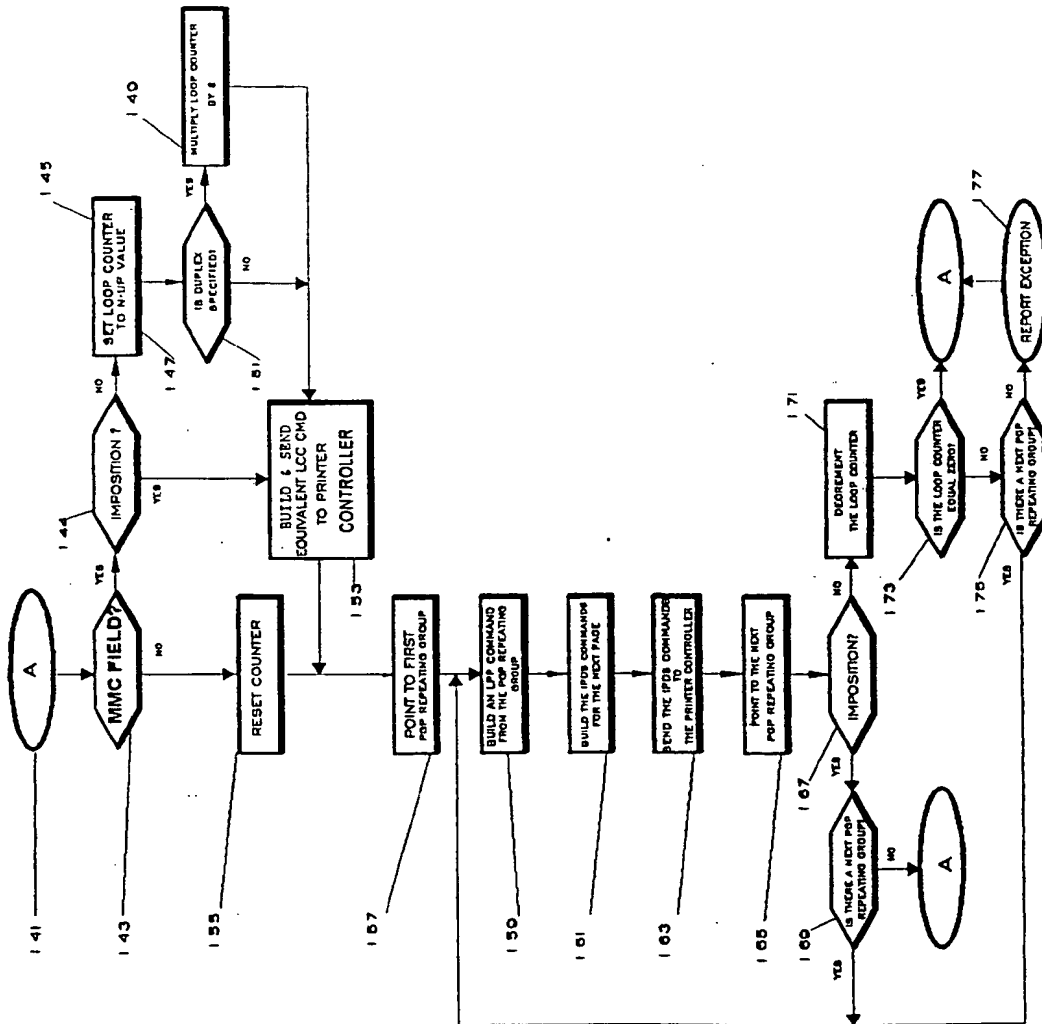 A
141
MMC FIELD?
143
YES
NO
IMPOSITION ?
144
NO
YES
SET LOOP COUNTER
TO N-UP VALUE
145
147
IS DUPLEX
SPECIFIED?
151
YES
NO
MULTIPLY LOOP COUNTER
BY 2
140
BUILD & SEND
EQUIVALENT LCC CMD
TO PRINTER
CONTROLLER
153
RESET COUNTER
155
POINT TO FIRST
PGP REPEATING GROUP
157
BUILD AN LPP COMMAND
FROM THE PGP REPEATING
GROUP
159
BUILD THE IPDS COMMANDS
FOR THE NEXT PAGE
161
SEND THE IPDS COMMANDS
TO
THE PRINTER CONTROLLER
163
POINT TO THE NEXT
PGP REPEATING GROUP
165
IMPOSITION?
167
NO
YES
IS THERE A NEXT PGP
REPEATING GROUP?
169
YES
NO
A
DECREMENT
THE LOOP COUNTER
171
IS THE LOOP COUNTER
EQUAL ZERO?
173
YES
NO
A
IS THERE A NEXT PGP
REPEATING GROUP?
175
YES
NO
REPORT EXCEPTION
177